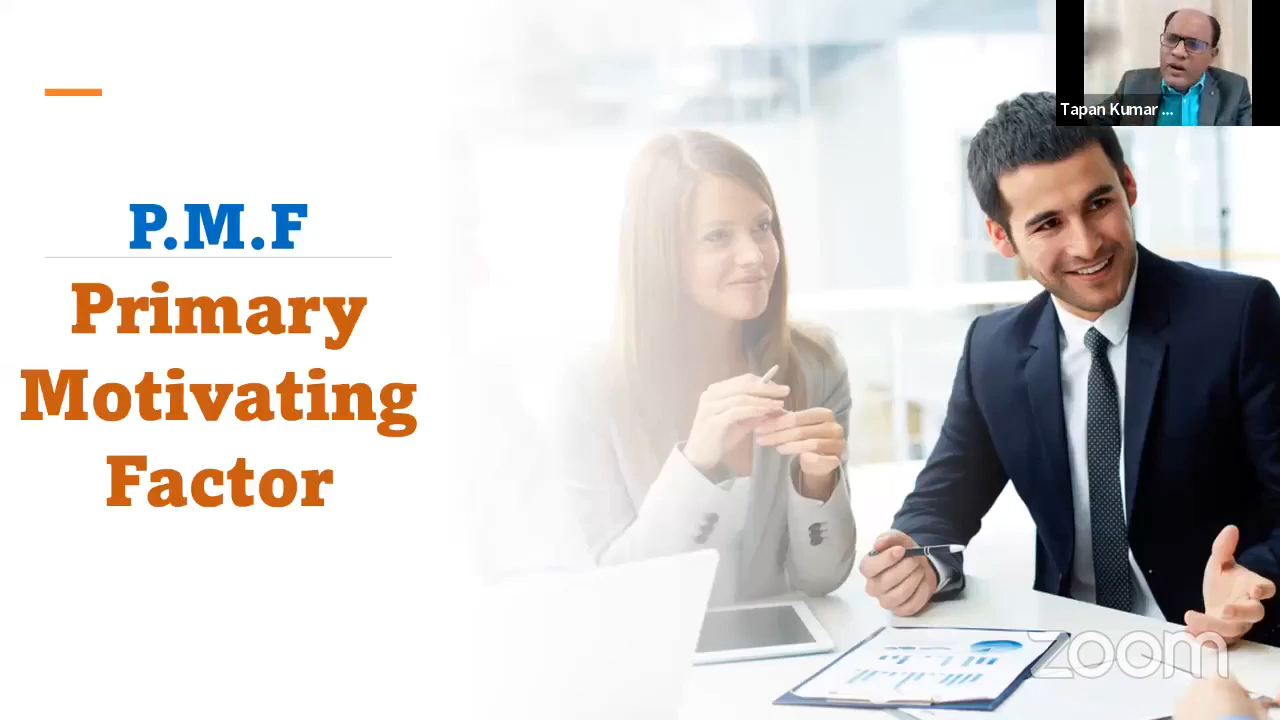 Tapan Kumar ...
P.M.F
Primary
Motivating
Factor
zoom